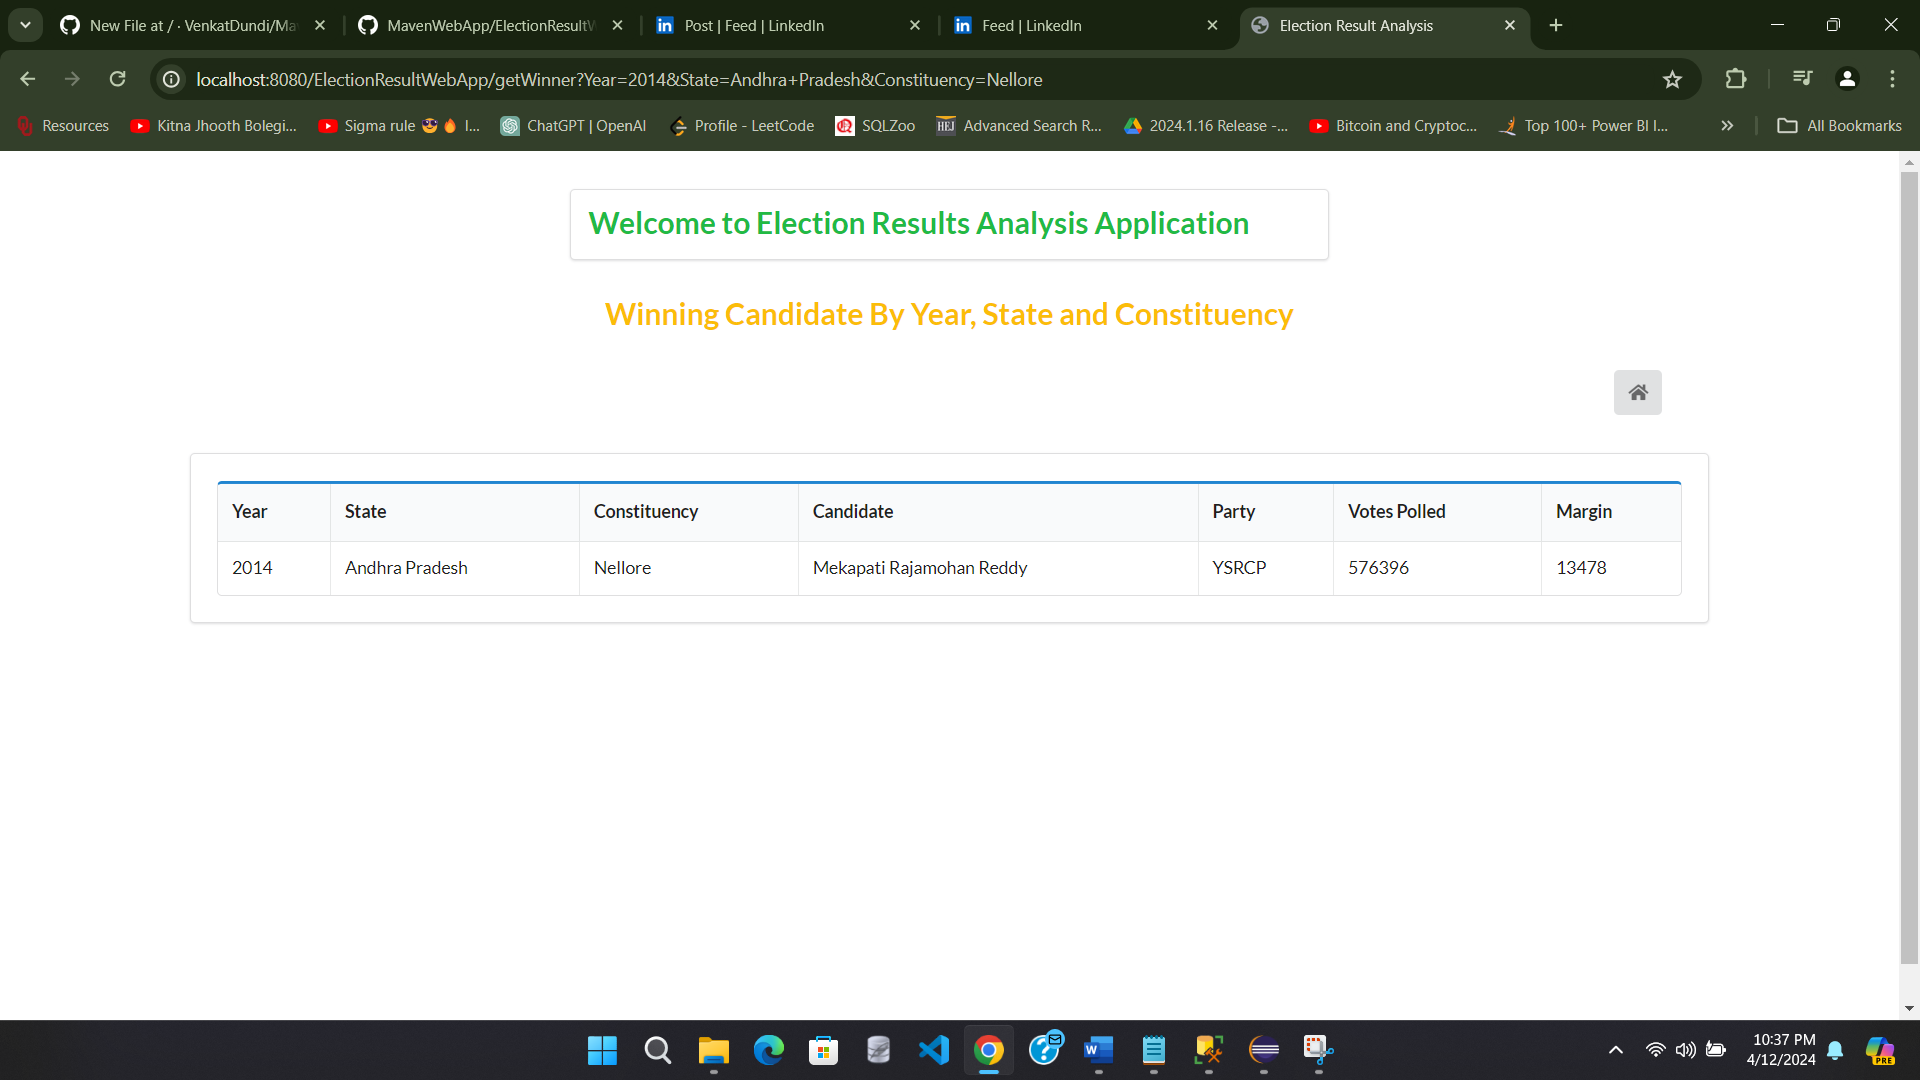 New File at / · VenkatDundi/Ma
MavenWebApp/ElectionResultW
Post | Feed | LinkedIn
Feed | LinkedIn
Election Result Analysis
localhost:8080/ElectionResultWebApp/getWinner?Year=2014&State=Andhra+Pradesh&Constituency=Nellore
Resources
Kitna Jhooth Bolegi...
Sigma rule 😎🔥 I...
ChatGPT | OpenAI
Profile - LeetCode
SQLZoo
Advanced Search R...
2024.1.16 Release -...
Bitcoin and Cryptoc...
Top 100+ Power BI I...
All Bookmarks
Welcome to Election Results Analysis Application
Winning Candidate By Year, State and Constituency
Year State Constituency Candidate Party Votes Polled Margin
2014 Andhra Pradesh Nellore Mekapati Rajamohan Reddy YSRCP 576396 13478
10:37 PM
4/12/2024
PRE